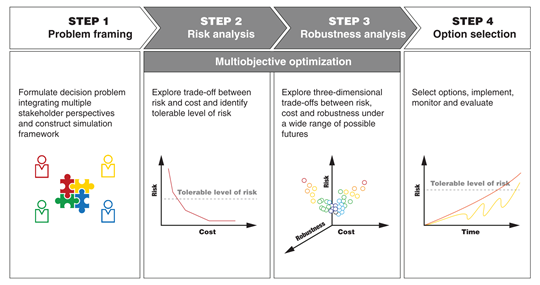 STEP 1
Problem framing
STEP 2
Risk analysis
STEP 3
Robustness analysis
STEP 4
Option selection
Multiobjective optimization
Formulate decision problem
integrating multiple
stakeholder perspectives
and construct simulation
framework
Explore trade-off between
risk and cost and identify
tolerable level of risk
Risk
Tolerable level of risk
Cost
Explore three-dimensional
trade-offs between risk,
cost and robustness under
a wide range of possible
futures
Risk
Robustness
Cost
Select options, implement,
monitor and evaluate
Risk
Tolerable level of risk
Time